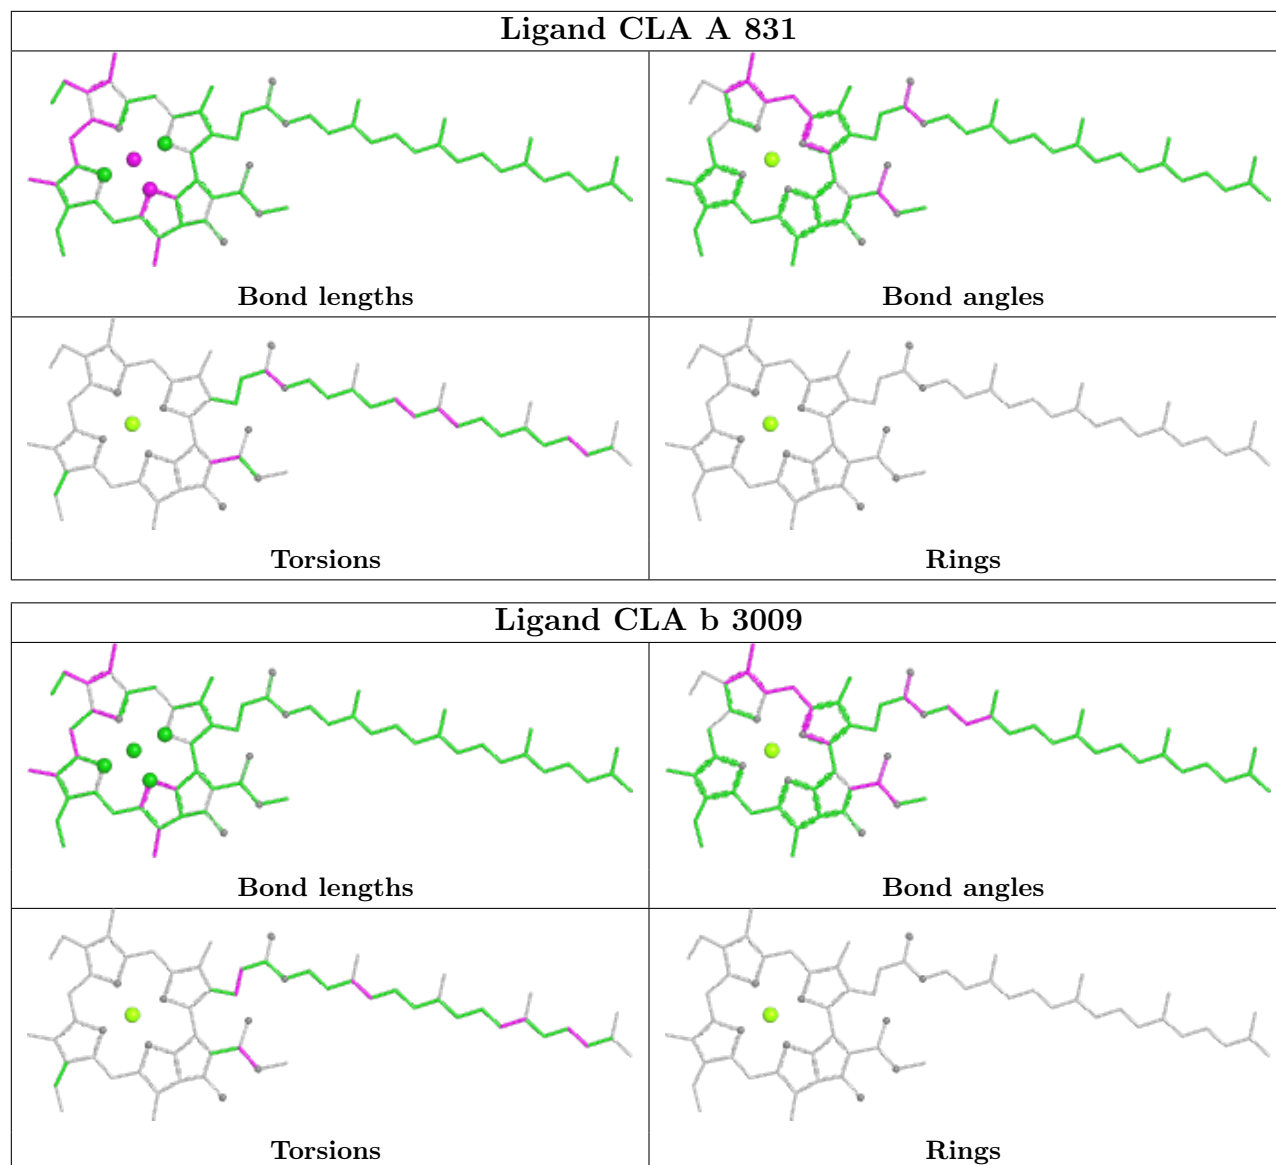 Ligand CLA A 831
Bond lengths
Bond angles
Torsions
Rings
Ligand CLA b 3009
Bond lengths
Bond angles
Torsions
Rings